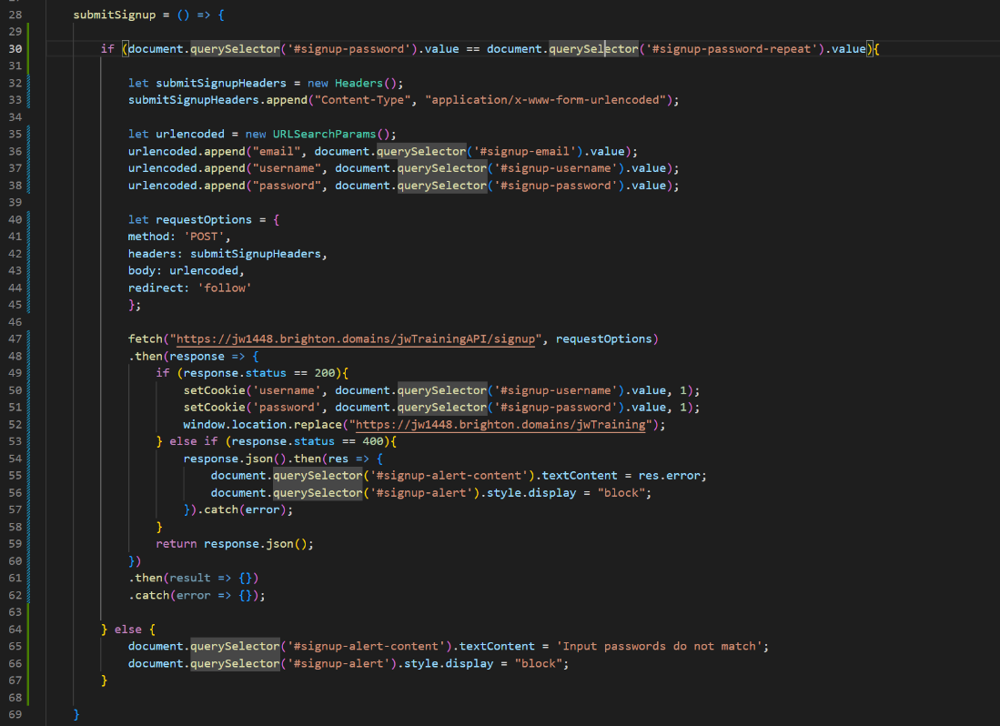 28 submitSignup = () => {
29
30 if (document.querySelector('#signup-password').value == document.querySelector('#signup-password-repeat').value){
31
32 let submitSignupHeaders = new Headers();
33 submitSignupHeaders.append("Content-Type", "application/x-www-form-urlencoded");
34
35 let urlencoded = new URLSearchParams();
36 urlencoded.append("email", document.querySelector('#signup-email').value);
37 urlencoded.append("username", document.querySelector('#signup-username').value);
38 urlencoded.append("password", document.querySelector('#signup-password').value);
39
40 let requestOptions = {
41 method: 'POST',
42 headers: submitSignupHeaders,
43 body: urlencoded,
44 redirect: 'follow'
45 };
46
47 fetch("https://jw1448.brighton.domains/jwTrainingAPI/signup", requestOptions)
48 .then(response => {
49 if (response.status == 200){
50 setCookie('username', document.querySelector('#signup-username').value, 1);
51 setCookie('password', document.querySelector('#signup-password').value, 1);
52 window.location.replace("https://jw1448.brighton.domains/jwTraining");
53 } else if (response.status == 400){
54 response.json().then(res => {
55 document.querySelector('#signup-alert-content').textContent = res.error;
56 document.querySelector('#signup-alert').style.display = "block";
57 }).catch(error);
58 }
59 return response.json();
60 })
61 .then(result => {})
62 .catch(error => {});
63
64 } else {
65 document.querySelector('#signup-alert-content').textContent = 'Input passwords do not match';
66 document.querySelector('#signup-alert').style.display = "block";
67 }
68
69 }